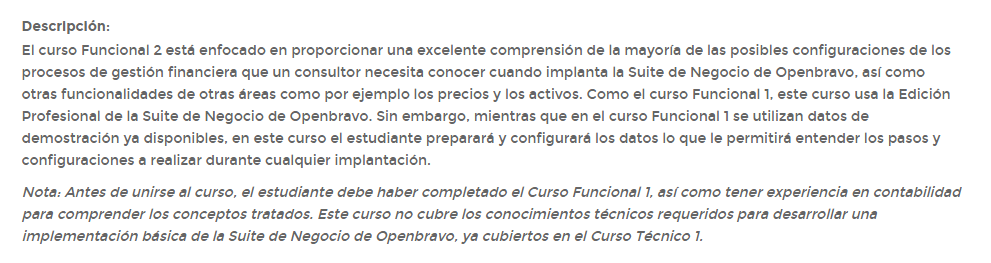 Descripción:
El curso Funcional 2 está enfocado en proporcionar una excelente comprensión de la mayoría de las posibles configuraciones de los
procesos de gestión financiera que un consultor necesita conocer cuando implanta la Suite de Negocio de Openbravo, así como
otras funcionalidades de otras áreas como por ejemplo los precios y los activos. Como el curso Funcional 1, este curso usa la Edición
Profesional de la Suite de Negocio de Openbravo. Sin embargo, mientras que en el curso Funcional 1 se utilizan datos de
demostración ya disponibles, en este curso el estudiante preparará y configurará los datos lo que le permitirá entender los pasos y
configuraciones a realizar durante cualquier implantación.
Nota: Antes de unirse al curso, el estudiante debe haber completado el Curso Funcional 1, así como tener experiencia en contabilidad
para comprender los conceptos tratados. Este curso no cubre los conocimientos técnicos requeridos para desarrollar una
implementación básica de la Suite de Negocio de Openbravo, ya cubiertos en el Curso Técnico 1.